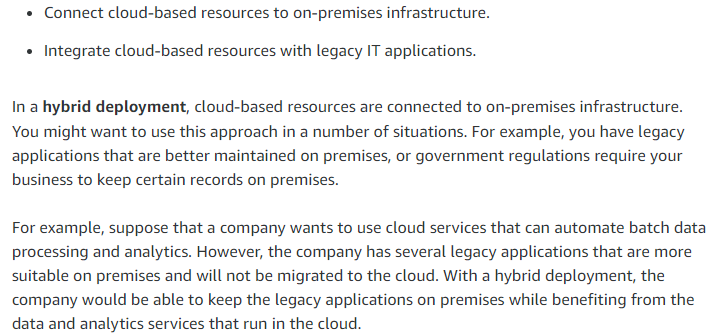 • Connect cloud-based resources to on-premises infrastructure.
• Integrate cloud-based resources with legacy IT applications.
In a hybrid deployment, cloud-based resources are connected to on-premises infrastructure.
You might want to use this approach in a number of situations. For example, you have legacy
applications that are better maintained on premises, or government regulations require your
business to keep certain records on premises.
For example, suppose that a company wants to use cloud services that can automate batch data
processing and analytics. However, the company has several legacy applications that are more
suitable on premises and will not be migrated to the cloud. With a hybrid deployment, the
company would be able to keep the legacy applications on premises while benefiting from the
data and analytics services that run in the cloud.